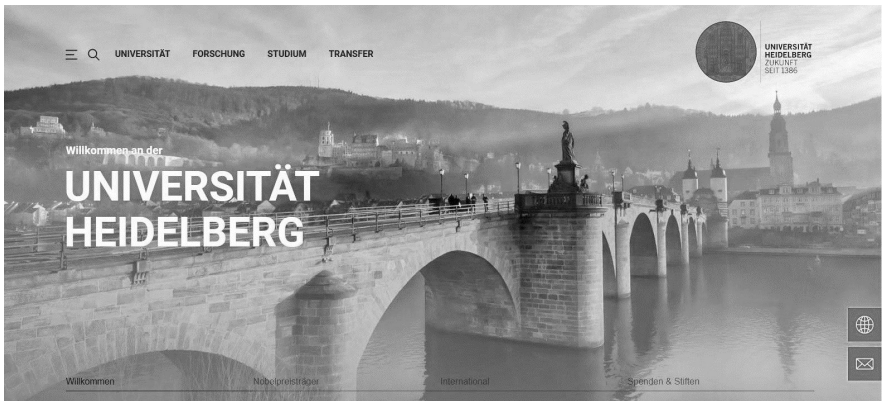 UNIVERSITÄT FORSCHUNG STUDIUM TRANSFER
UNIVERSITÄT
HEIDELBERG
ZUKUNFT
SEIT 1386
Willkommen an der
UNIVERSITÄT
HEIDELBERG
Willkommen Nobelpreisträger International Spenden & Stiften